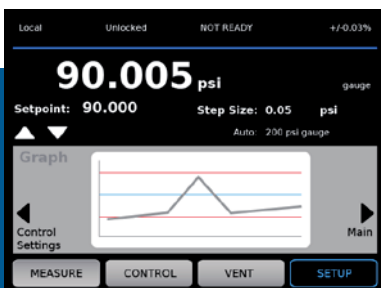 Local Unlocked NOT READY +/-0.03%
90.005 psi gauge
Setpoint: 90.000 Step Size: 0.05 psi
Auto: 200 psi gauge
Graph
Control Main
Settings
MEASURE CONTROL VENT SETUP